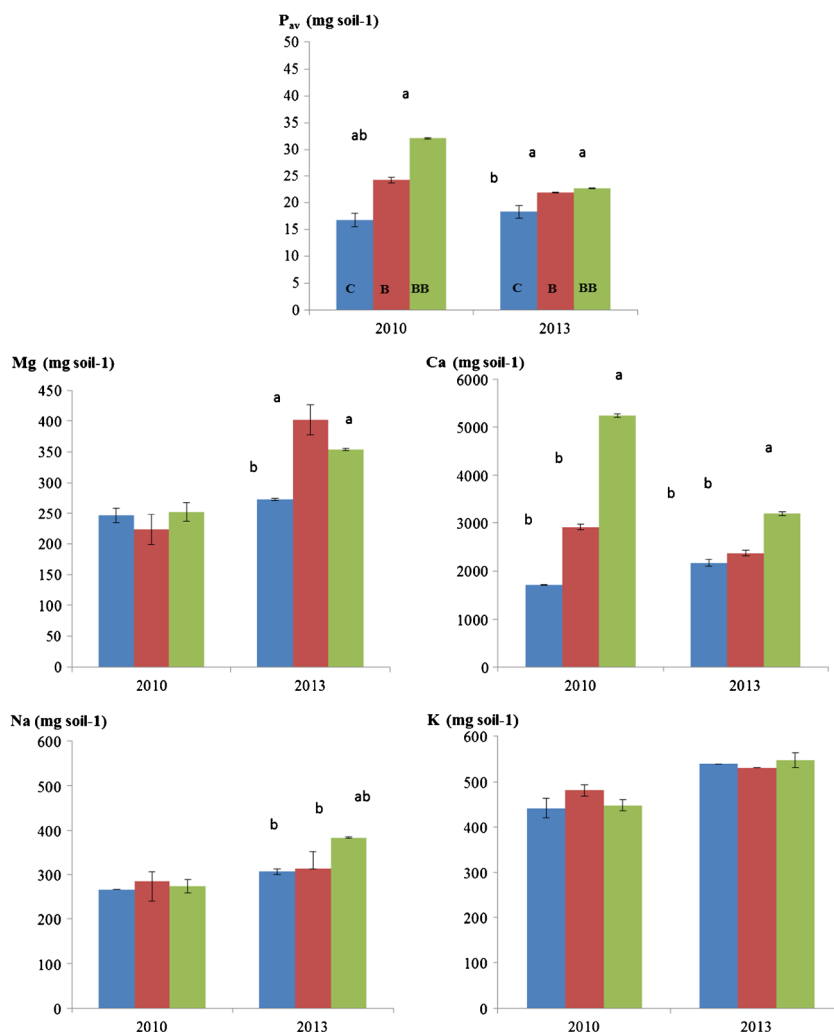 Pav (mg soil-1)
50
45
40
35
30
25
20
15
10
5
0
a
ab
a
a
b
C
B
BB
C
B
BB
2010
2013
Mg (mg soil-1)
450
400
350
300
250
200
150
100
50
0
a
a
b
2010
2013
Ca (mg soil-1)
6000
5000
4000
3000
2000
1000
0
a
b
b
a
b
b
2010
2013
Na (mg soil-1)
600
500
400
300
200
100
0
b
b
ab
2010
2013
K (mg soil-1)
600
500
400
300
200
100
0
2010
2013